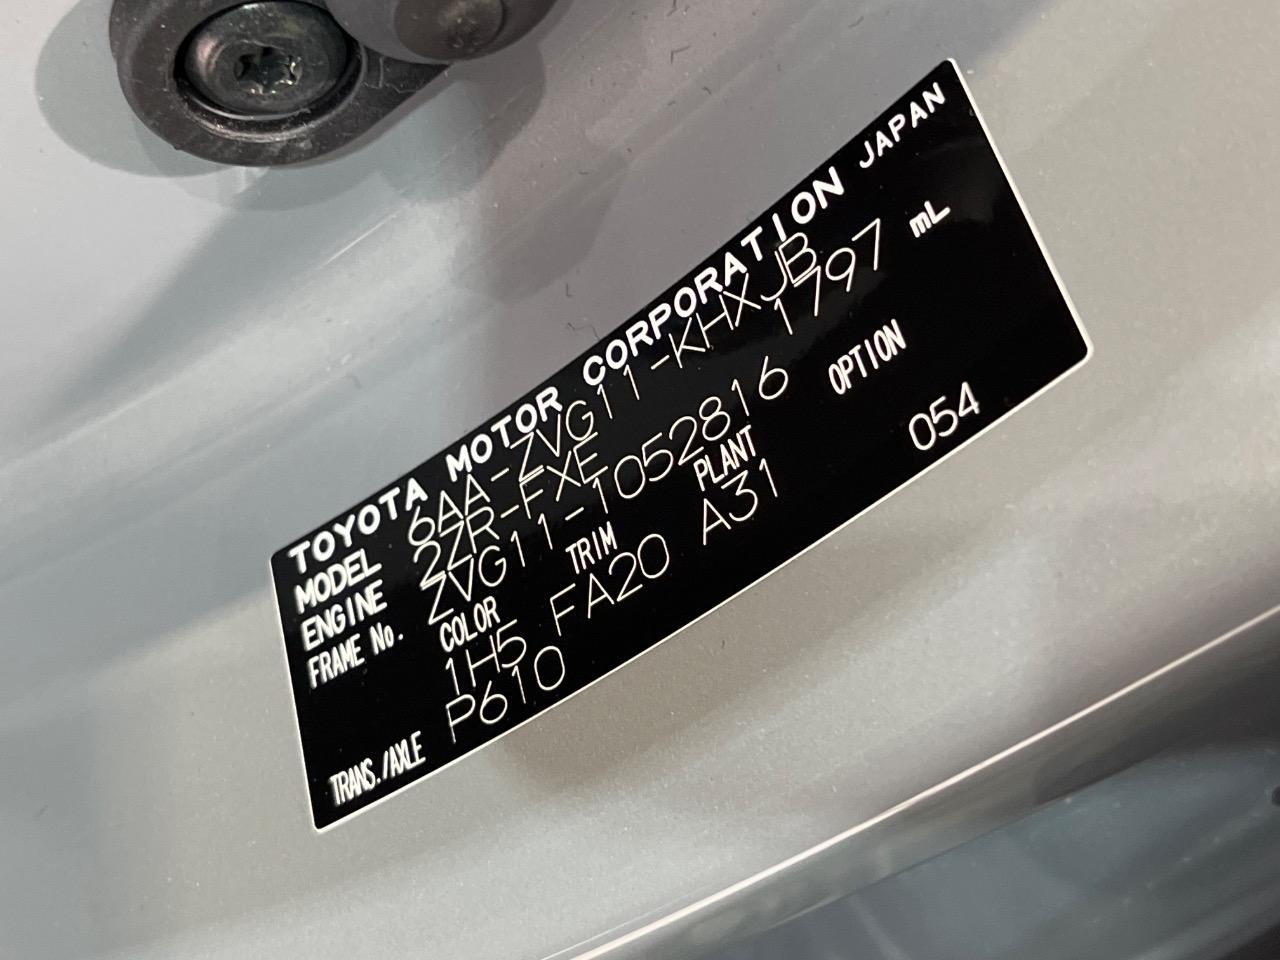 TOYOTA MOTOR CORPORATION JAPAN
MODEL 6AA-ZVG11-KHXJB
ENGINE 2ZR-FXE 1797 mL
FRAME No. ZVG11-1052816
COLOR TRIM PLANT OPTION
1H5 FA20 A31 054
TRANS./AXLE P610